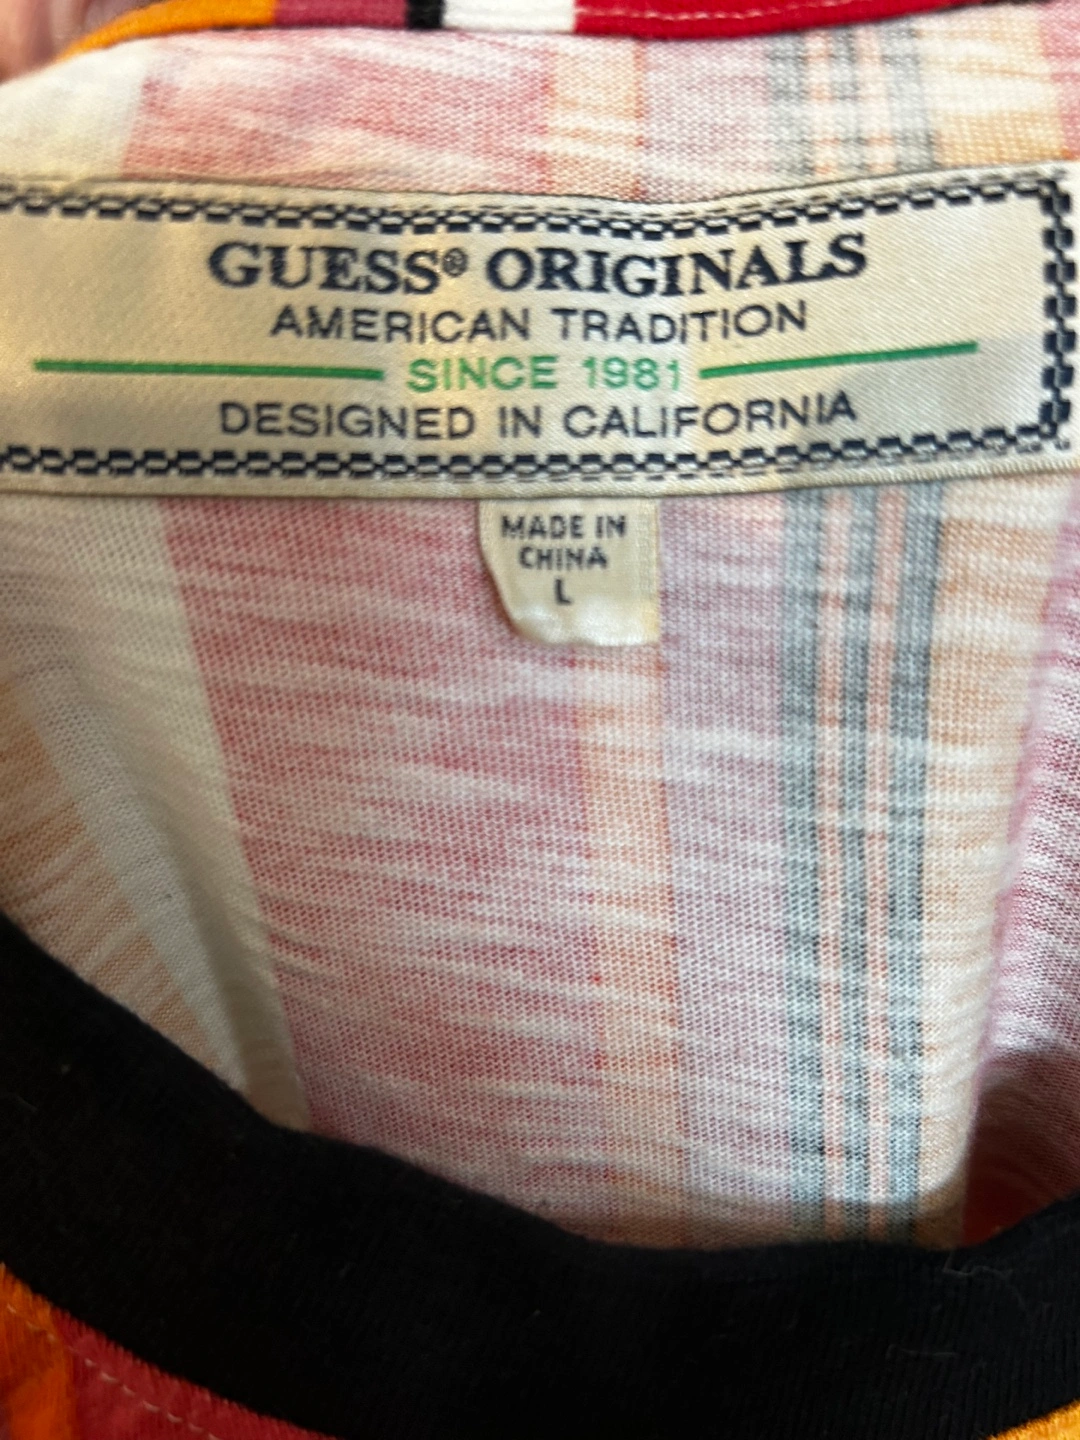 GUESS® ORIGINALS
AMERICAN TRADITION
SINCE 1981
DESIGNED IN CALIFORNIA
MADE IN
CHINA
L